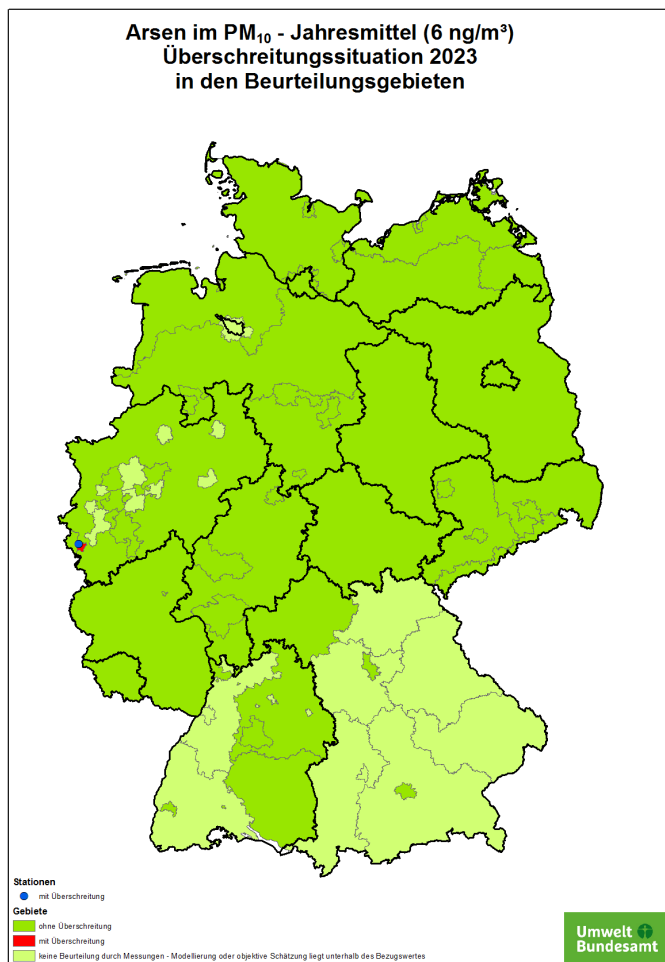 Arsen im PM₁₀ - Jahresmittel (6 ng/m³)
Überschreitungssituation 2023
in den Beurteilungsgebieten
Stationen
mit Überschreitung
Gebiete
ohne Überschreitung
mit Überschreitung
keine Beurteilung durch Messungen - Modellierung oder objektive Schätzung liegt unterhalb des Bezugswertes
Umwelt
Bundesamt